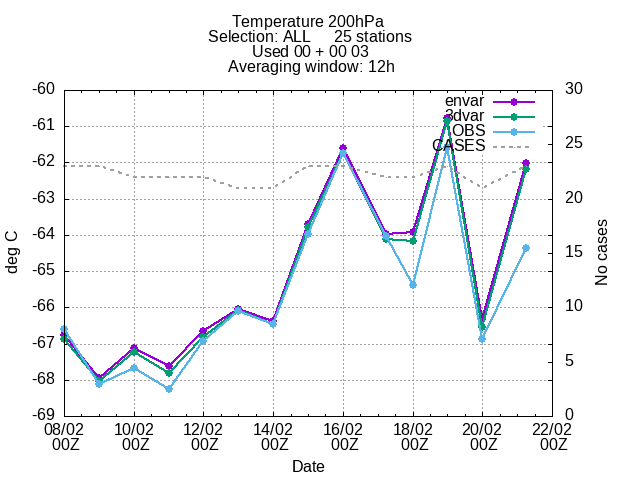 Temperature 200hPa
Selection: ALL 25 stations
Used 00 + 00 03
Averaging window: 12h
-60
-61
-62
-63
-64
-65
-66
-67
-68
-69
30
25
20
15
10
5
0
envar
3dvar
OBS
CASES
deg C
No cases
08/02 10/02 12/02 14/02 16/02 18/02 20/02 22/02
00Z 00Z 00Z 00Z 00Z 00Z 00Z 00Z
Date